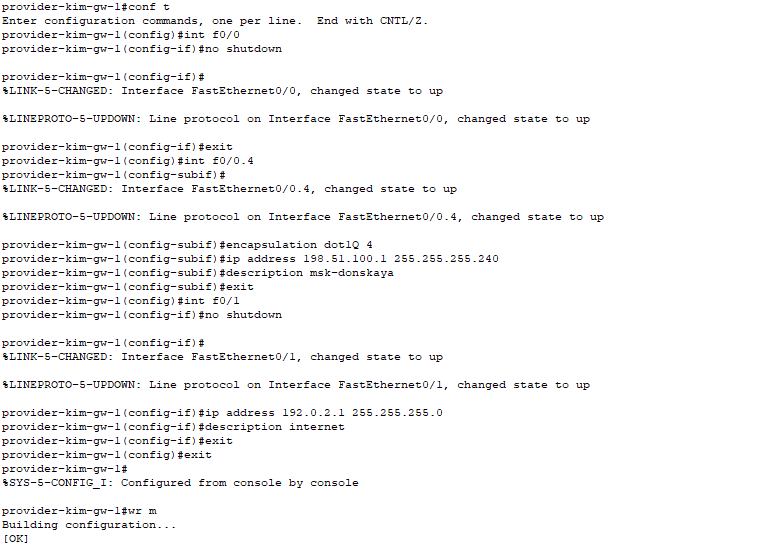 provider-kim-gw-1#conf t
Enter configuration commands, one per line.  End with CNTL/Z.
provider-kim-gw-1(config)#int f0/0
provider-kim-gw-1(config-if)#no shutdown
provider-kim-gw-1(config-if)#
%LINK-5-CHANGED: Interface FastEthernet0/0, changed state to up
%LINEPROTO-5-UPDOWN: Line protocol on Interface FastEthernet0/0, changed state to up
provider-kim-gw-1(config-if)#exit
provider-kim-gw-1(config)#int f0/0.4
provider-kim-gw-1(config-subif)#
%LINK-5-CHANGED: Interface FastEthernet0/0.4, changed state to up
%LINEPROTO-5-UPDOWN: Line protocol on Interface FastEthernet0/0.4, changed state to up
provider-kim-gw-1(config-subif)#encapsulation dot1Q 4
provider-kim-gw-1(config-subif)#ip address 198.51.100.1 255.255.255.240
provider-kim-gw-1(config-subif)#description msk-donskaya
provider-kim-gw-1(config-subif)#exit
provider-kim-gw-1(config)#int f0/1
provider-kim-gw-1(config-if)#no shutdown
provider-kim-gw-1(config-if)#
%LINK-5-CHANGED: Interface FastEthernet0/1, changed state to up
%LINEPROTO-5-UPDOWN: Line protocol on Interface FastEthernet0/1, changed state to up
provider-kim-gw-1(config-if)#ip address 192.0.2.1 255.255.255.0
provider-kim-gw-1(config-if)#description internet
provider-kim-gw-1(config-if)#exit
provider-kim-gw-1(config)#exit
provider-kim-gw-1#
%SYS-5-CONFIG_I: Configured from console by console
provider-kim-gw-1#wr m
Building configuration...
[OK]